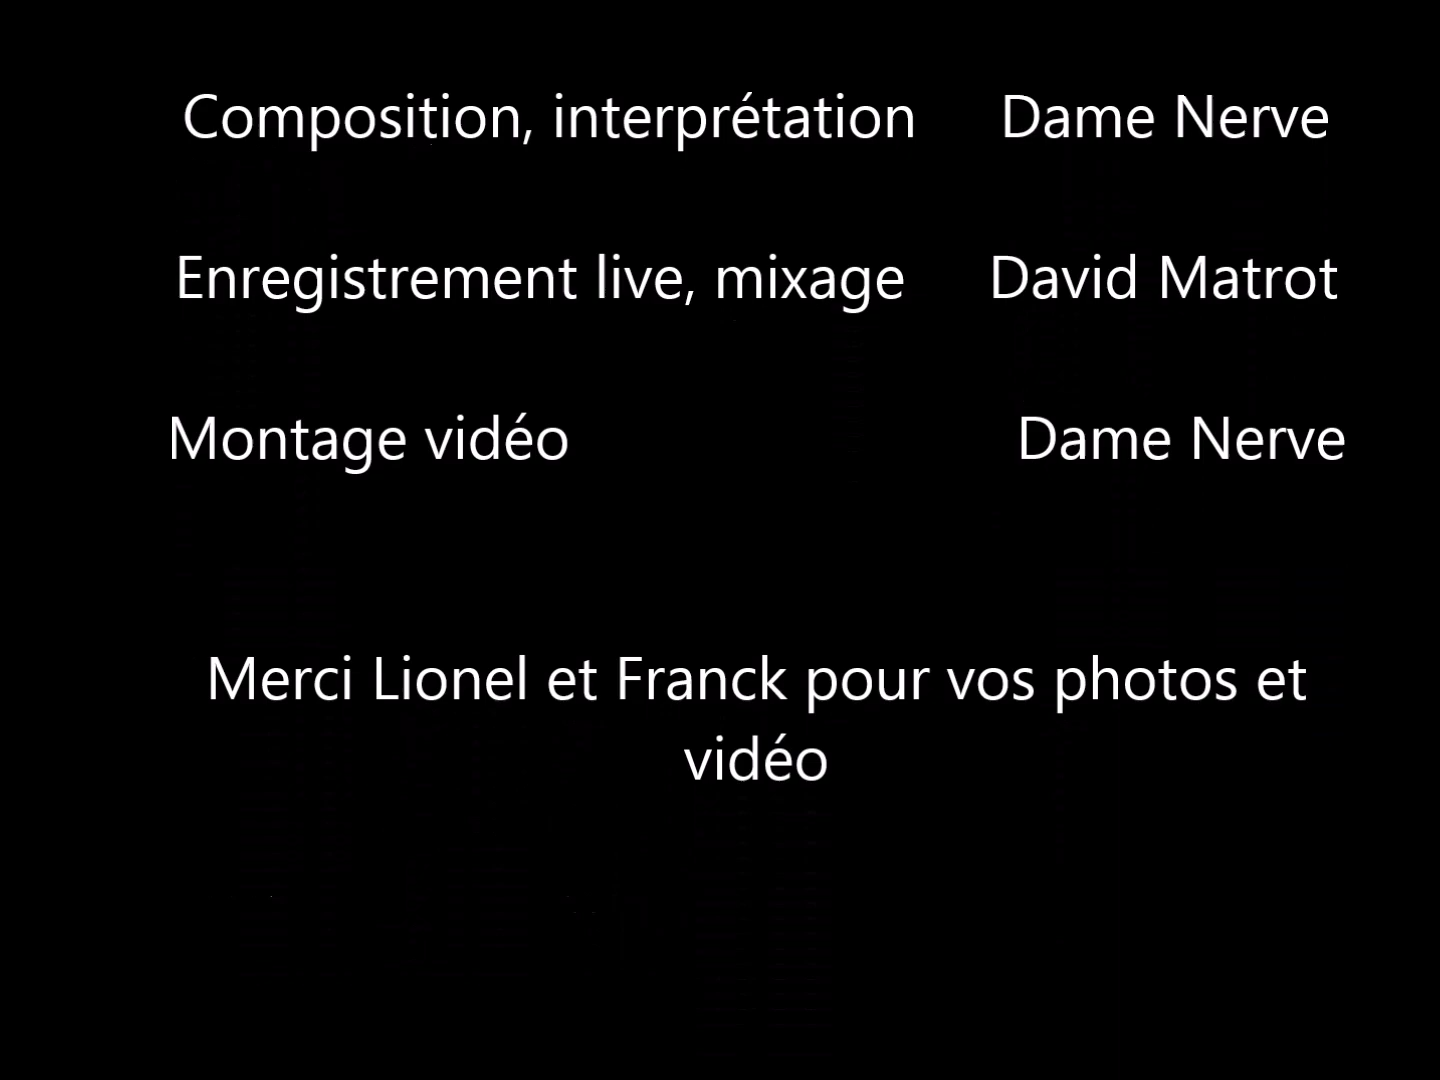 Composition, interprétation Dame Nerve
Enregistrement live, mixage David Matrot
Montage vidéo Dame Nerve
Merci Lionel et Franck pour vos photos et
vidéo